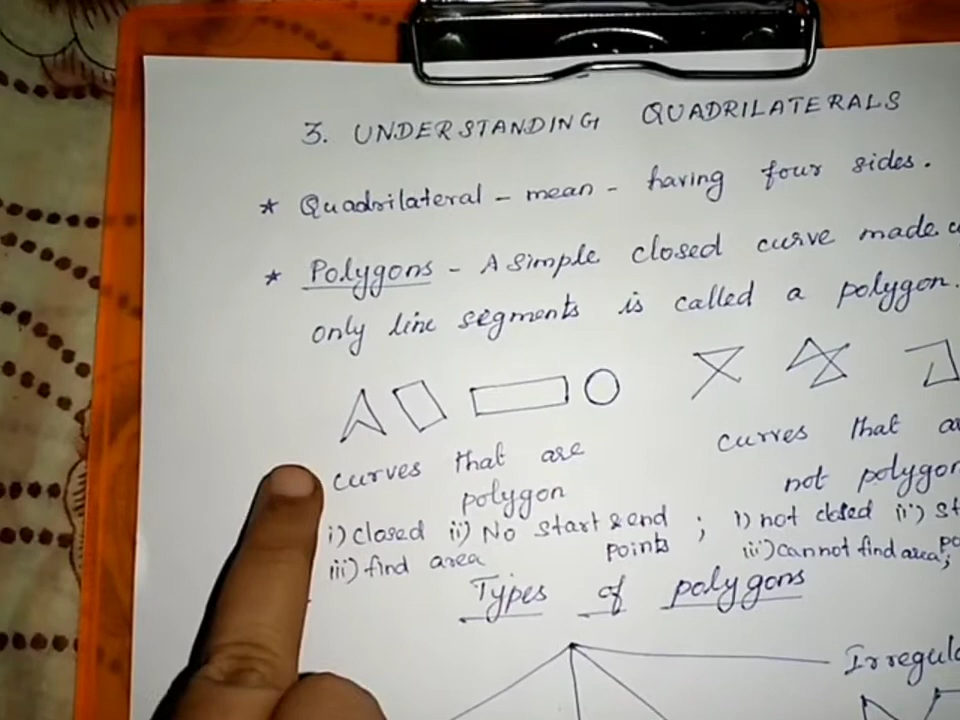 3. UNDERSTANDING QUADRILATERALS
* Quadrilateral - mean - having four sides.
* Polygons - A simple closed curve made
only line segments is called a polygon.
curves that are
polygon
curves that
not polygon
i) closed ii) No start & end points ; i) not closed ii)
iii) find area
iii) cannot find area;
Types of polygons